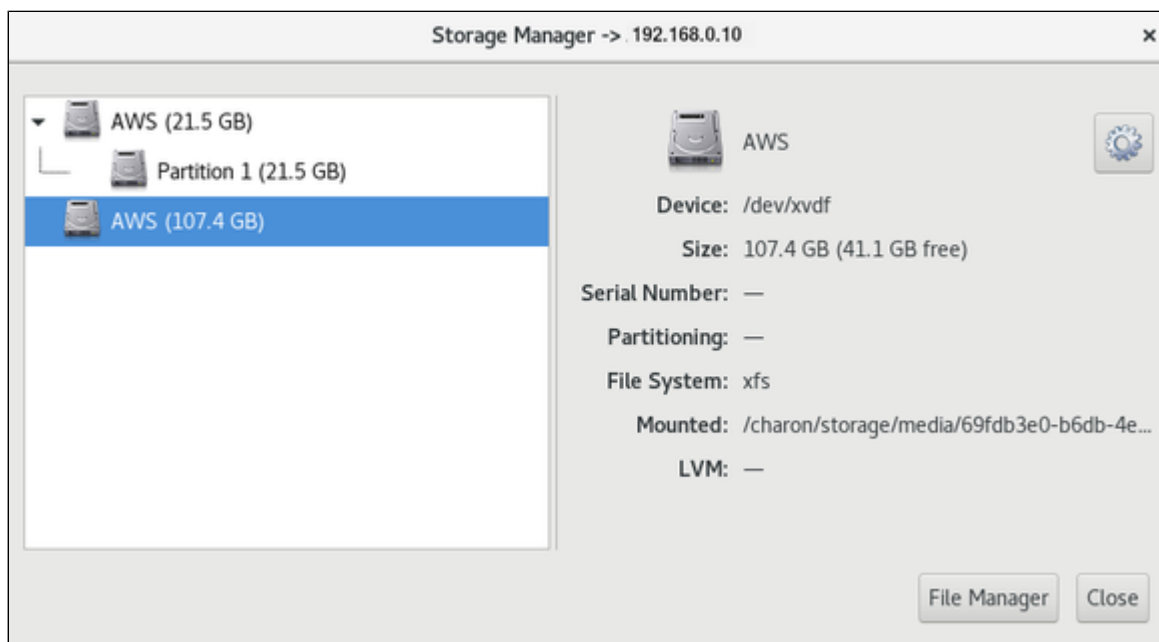 Storage Manager -> 192.168.0.10
×
AWS (21.5 GB)
Partition 1 (21.5 GB)
AWS (107.4 GB)
AWS
Device: /dev/xvdf
Size: 107.4 GB (41.1 GB free)
Serial Number: —
Partitioning: —
File System: xfs
Mounted: /charon/storage/media/69fdb3e0-b6db-4e...
LVM: —
File Manager
Close